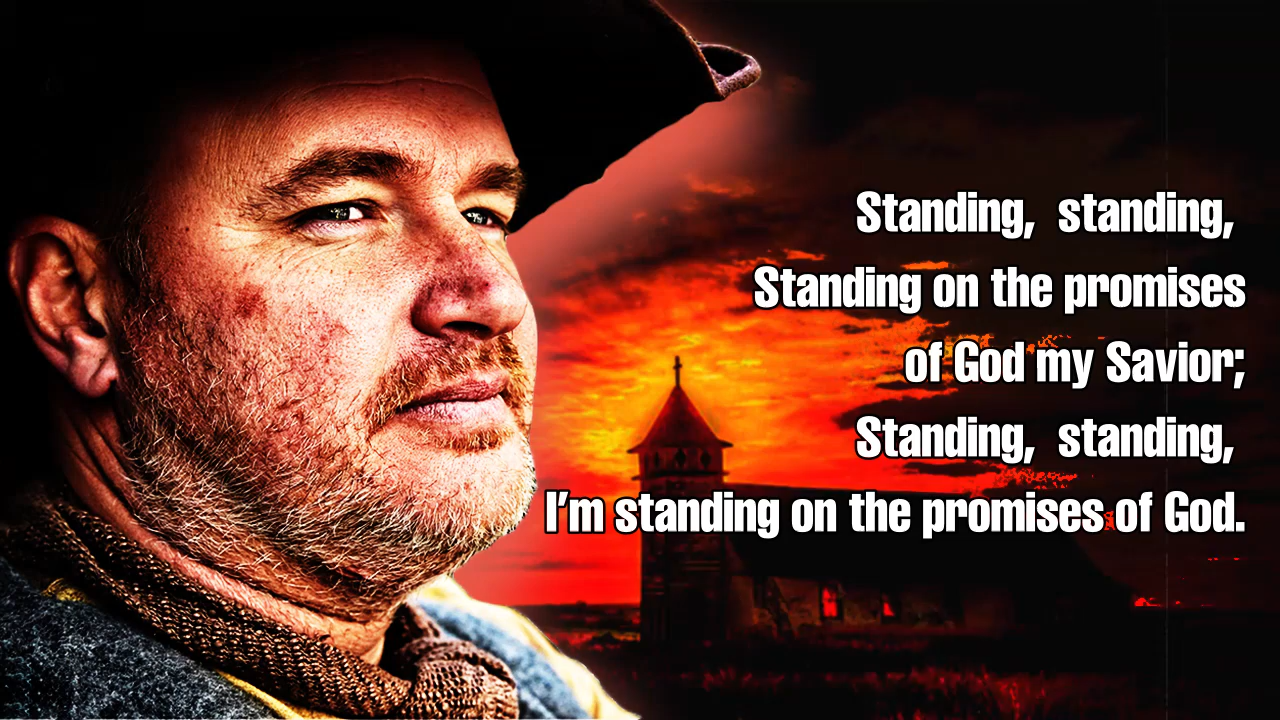 Standing, standing,
Standing on the promises
of God my Savior;
Standing, standing,
I'm standing on the promises of God.